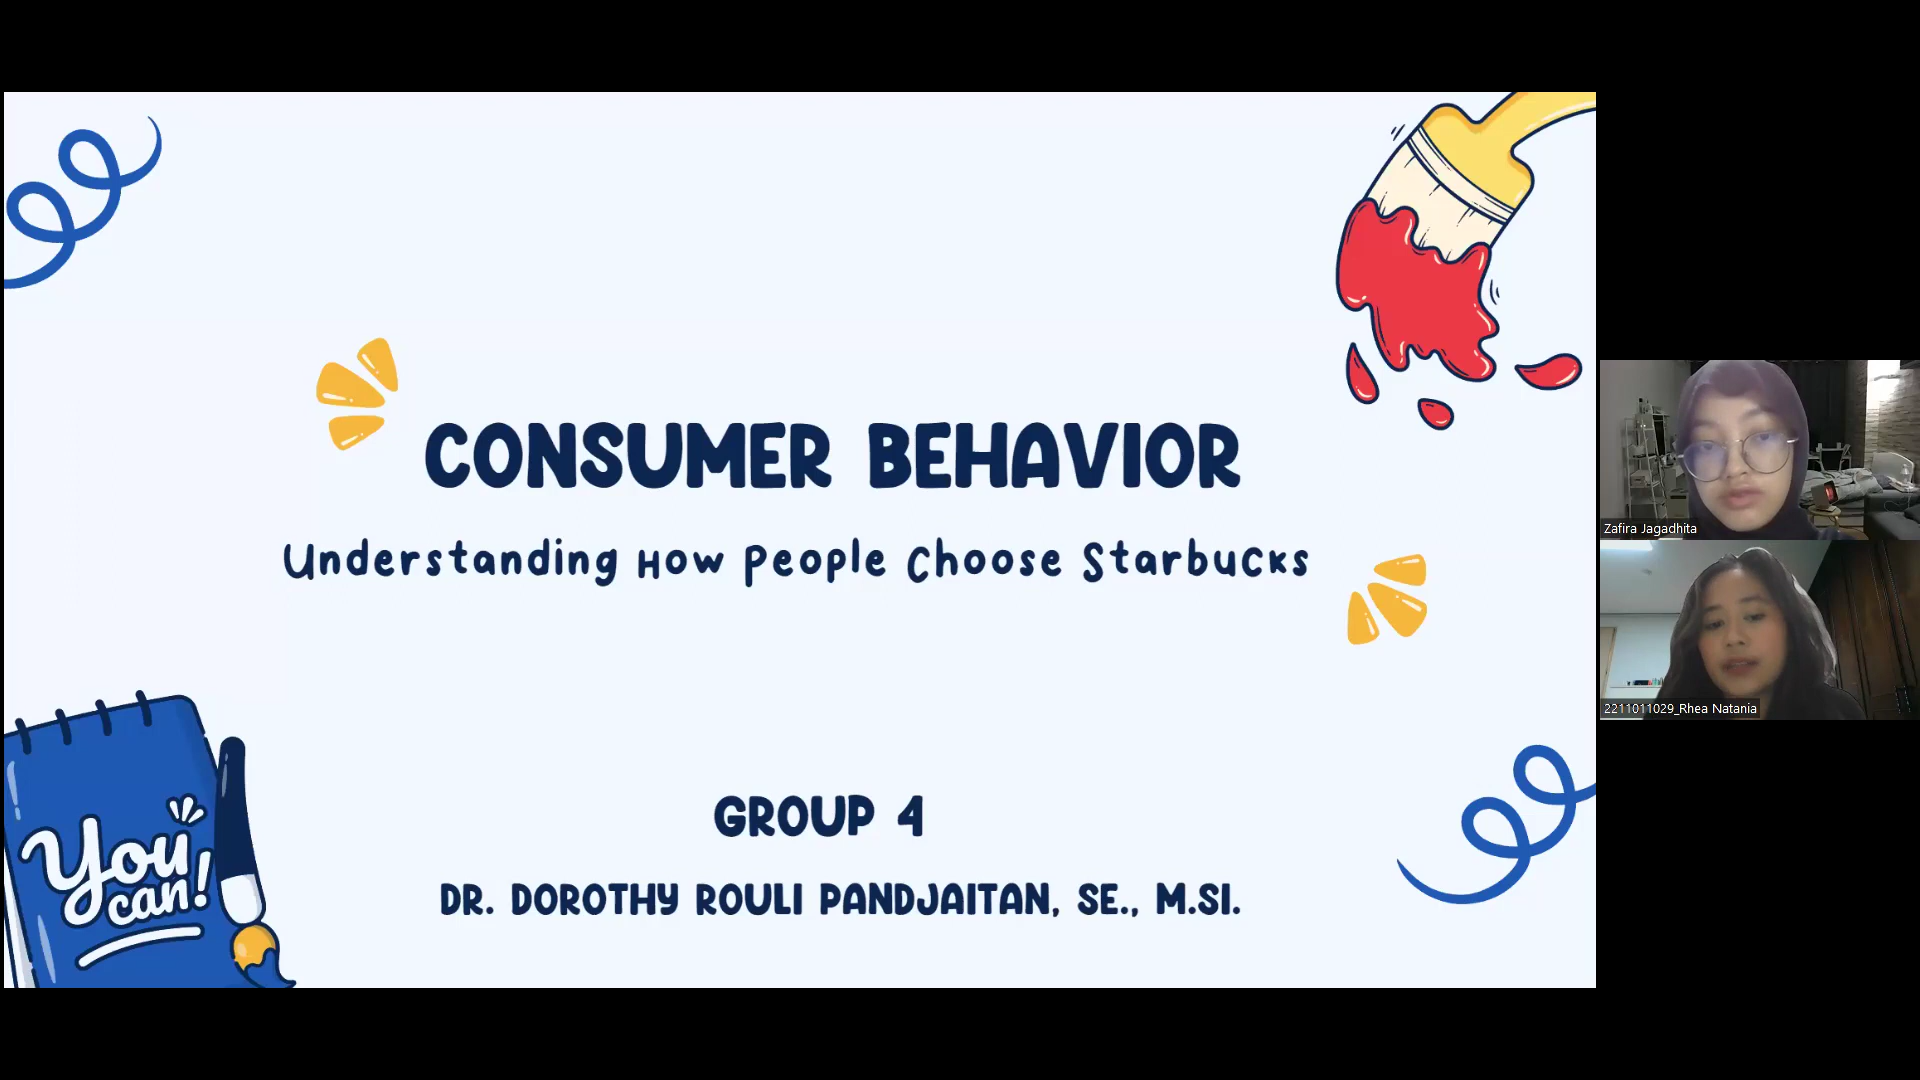 CONSUMER BEHAVIOR
Understanding How People Choose Starbucks
GROUP 4
DR. DOROTHY ROULI PANDJAITAN, SE., M.SI.
You
can!
Zafira Jagadhita
2211011029_Rhea Natania